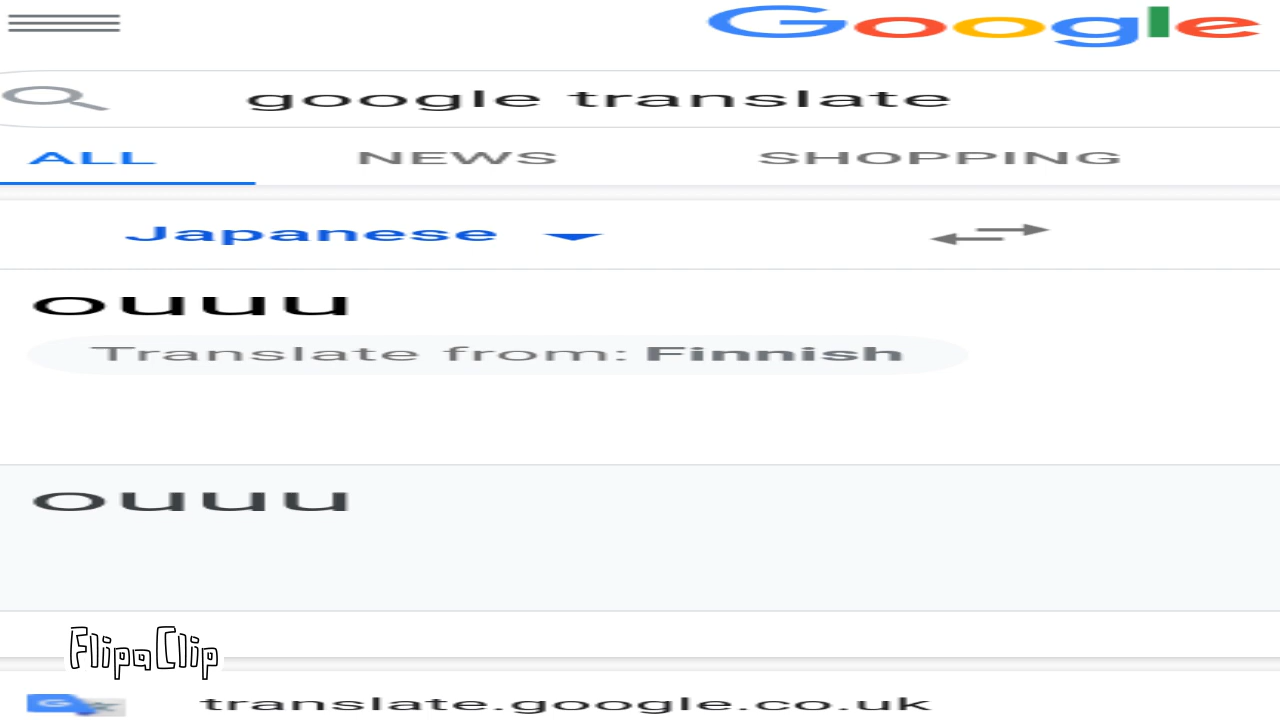 Google
google translate
ALL NEWS SHOPPING
Japanese
ouuu
Translate from: Finnish
ouuu
FlipaClip
translate.google.co.uk